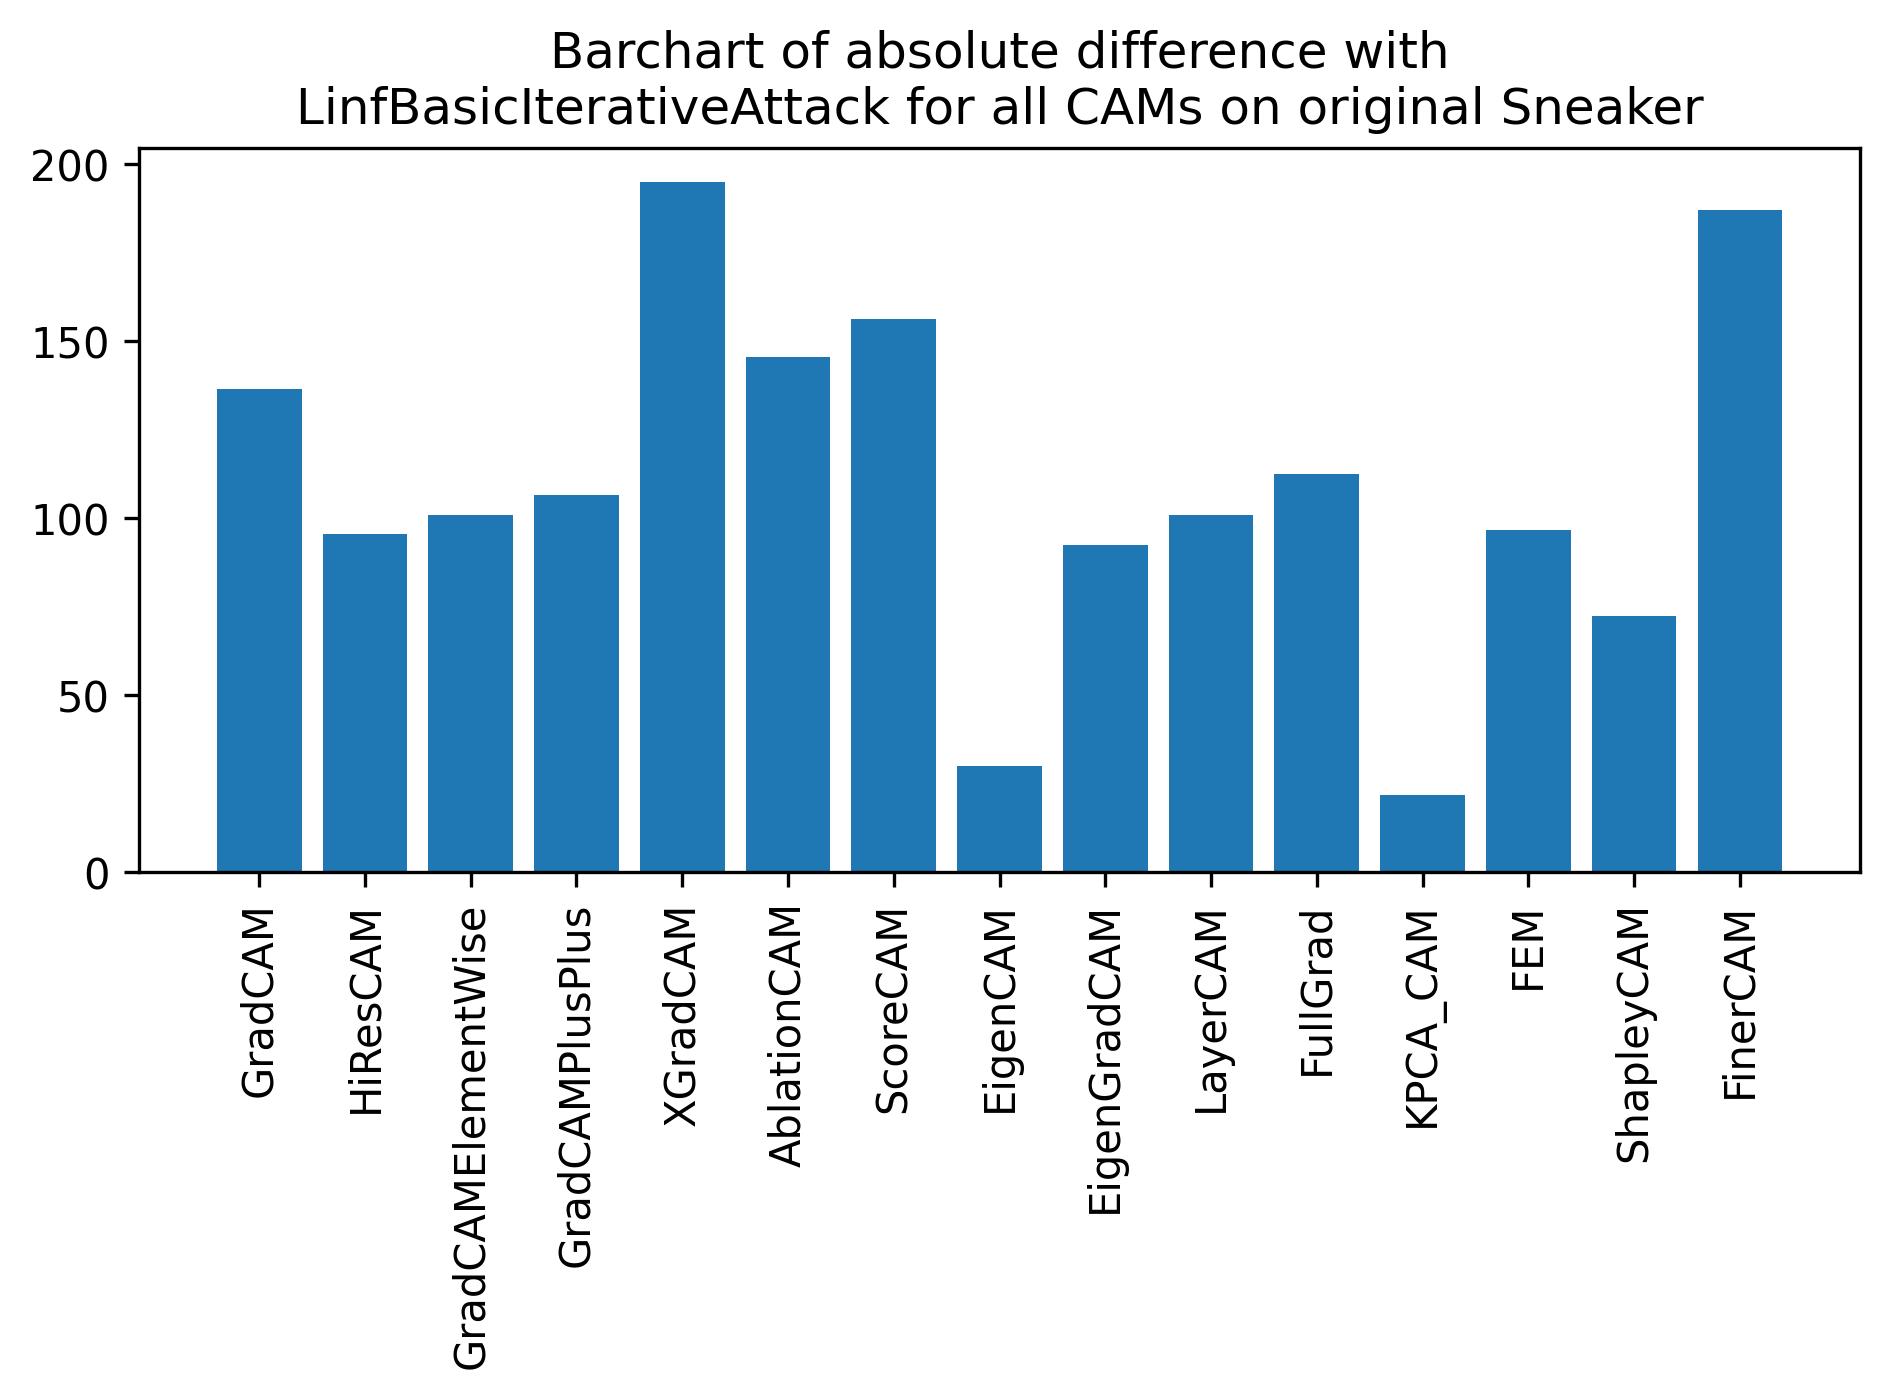 Barchart of absolute difference with
LinfBasicIterativeAttack for all CAMs on original Sneaker
200
150
100
50
0
GradCAM
HiResCAM
GradCAMElementWise
GradCAMPlusPlus
XGradCAM
AblationCAM
ScoreCAM
EigenCAM
EigenGradCAM
LayerCAM
FullGrad
KPCA_CAM
FEM
ShapleyCAM
FinerCAM